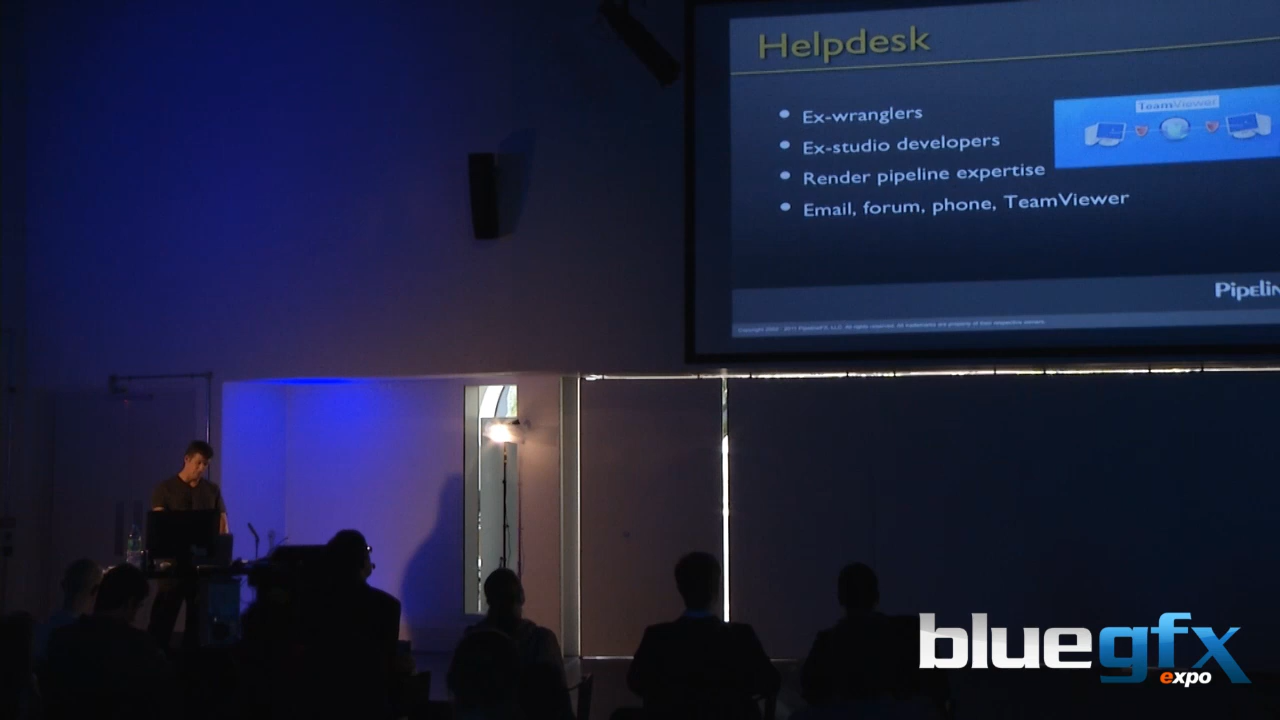 Helpdesk
TeamViewer
Ex-wranglers
Ex-studio developers
Render pipeline expertise
Email, forum, phone, TeamViewer
Pipelin
bluegfx
expo